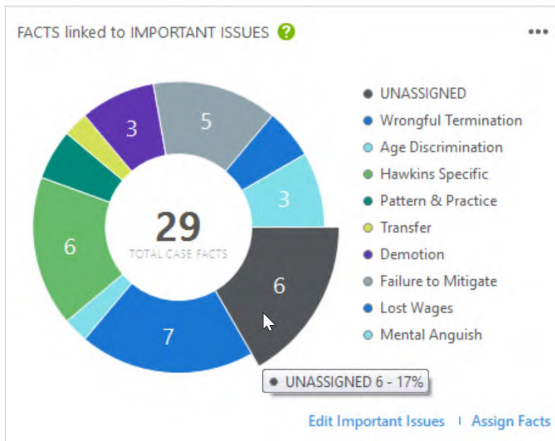 FACTS linked to IMPORTANT ISSUES ?
3
5
3
6
7
6
29
TOTAL CASE FACTS
UNASSIGNED
Wrongful Termination
Age Discrimination
Hawkins Specific
Pattern & Practice
Transfer
Demotion
Failure to Mitigate
Lost Wages
Mental Anguish
UNASSIGNED 6 - 17%
Edit Important Issues | Assign Facts